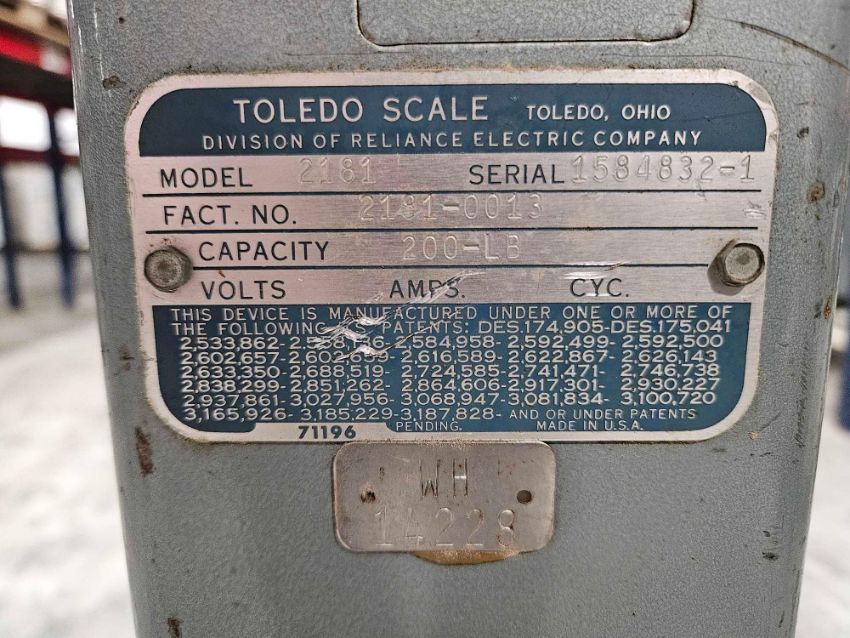 TOLEDO SCALE TOLEDO, OHIO
DIVISION OF RELIANCE ELECTRIC COMPANY
MODEL 2181 SERIAL 1584832-1
FACT. NO. 2181-0013
CAPACITY 200-LB
VOLTS AMPS. CYC.
THIS DEVICE IS MANUFACTURED UNDER ONE OR MORE OF
THE FOLLOWING U.S. PATENTS: DES.174,905-DES.175,041
2,533,862- 2,584,958-2,592,499-2,592,500
2,602,657- 2,616,589-2,622,867-2,626,143
2,633,350-2,688,519-2,724,585-2,741,471-2,746,738
2,838,299-2,851,262-2,864,606-2,917,301-2,930,227
2,937,861-3,027,956-3,068,947-3,081,834-3,100,720
3,165,926-3,185,229-3,187,828- AND OR UNDER PATENTS
71196 PENDING. MADE IN U.S.A.
WH
14228